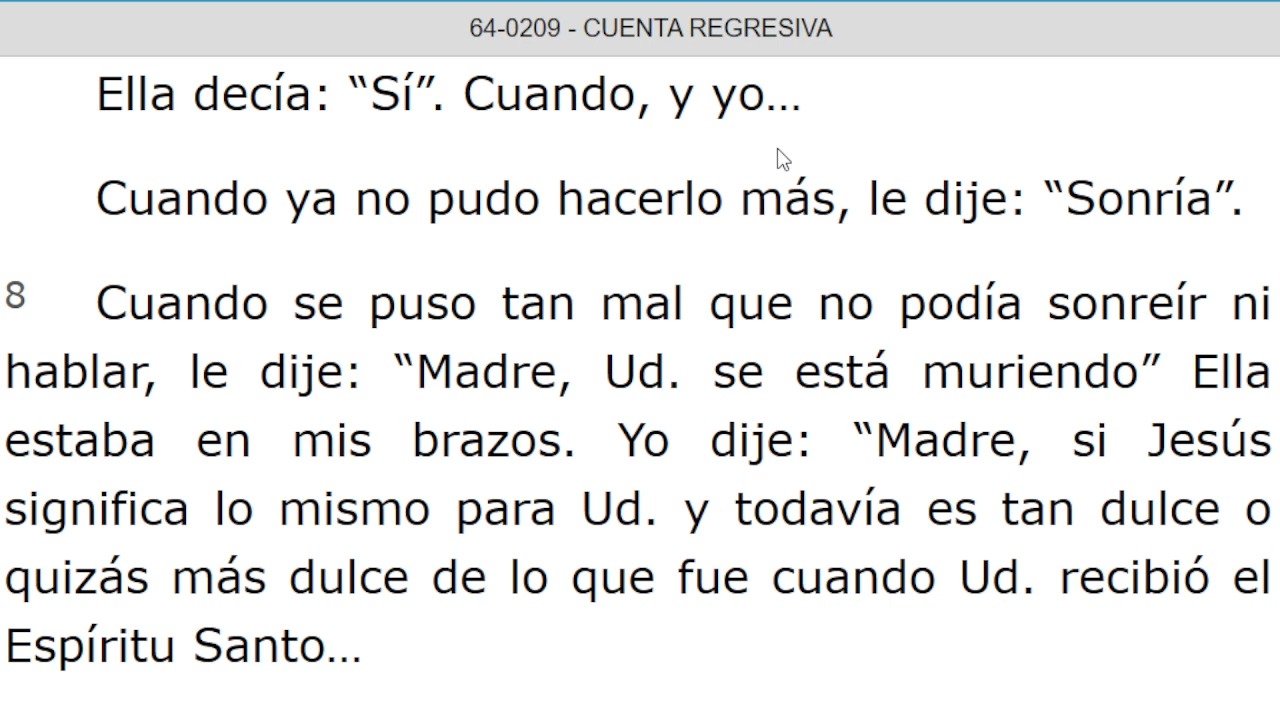 64-0209 - CUENTA REGRESIVA
Ella decía: “Sí”. Cuando, y yo...
Cuando ya no pudo hacerlo más, le dije: “Sonría”.
8 Cuando se puso tan mal que no podía sonreír ni
hablar, le dije: “Madre, Ud. se está muriendo” Ella
estaba en mis brazos. Yo dije: “Madre, si Jesús
significa lo mismo para Ud. y todavía es tan dulce o
quizás más dulce de lo que fue cuando Ud. recibió el
Espíritu Santo...